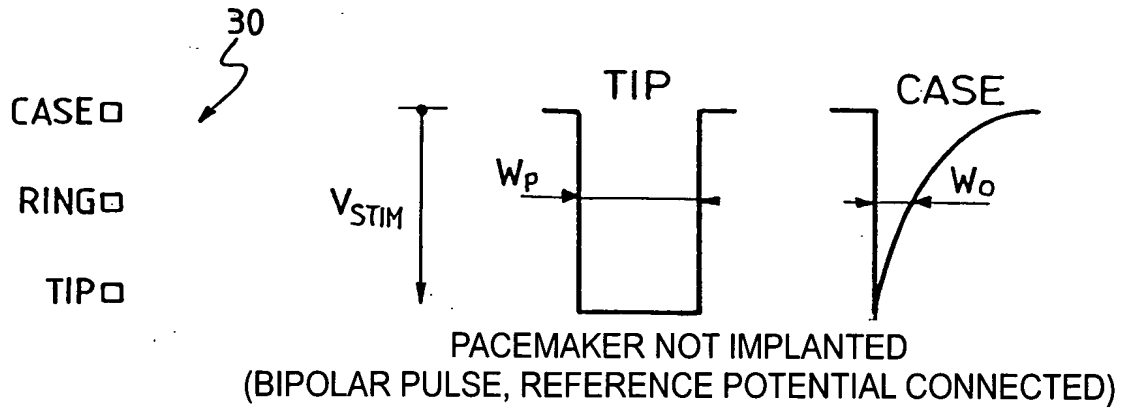 30
CASE
TIP
CASE
RING
V_STIM
W_P
W_O
TIP
PACEMAKER NOT IMPLANTED
(BIPOLAR PULSE, REFERENCE POTENTIAL CONNECTED)